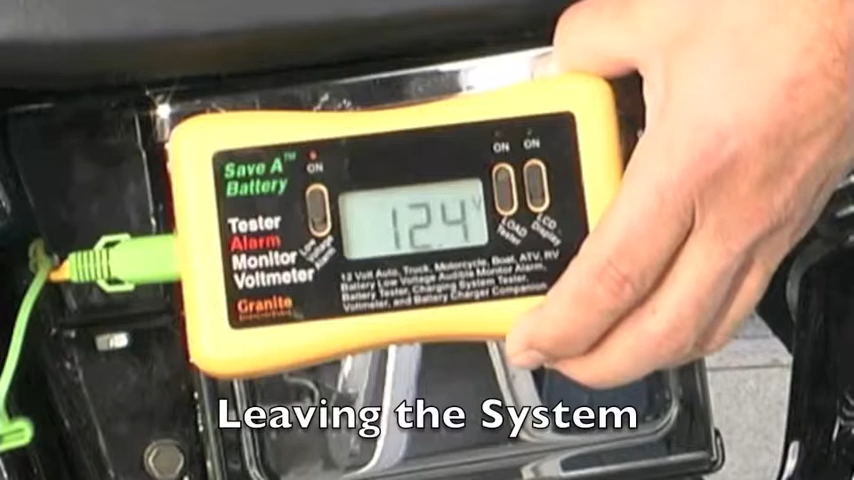 Save A™
Battery
Tester
Alarm
Monitor
Voltmeter
Granite
ON
Low
Voltage
Alarm
12.4 V
ON
LOAD
Tester
ON
LCD
Display
12 Volt Auto, Truck, Motorcycle, Boat, ATV, RV
Battery Low Voltage Audible Monitor Alarm,
Battery Tester, Charging System Tester,
Voltmeter, and Battery Charger Companion
Leaving the System